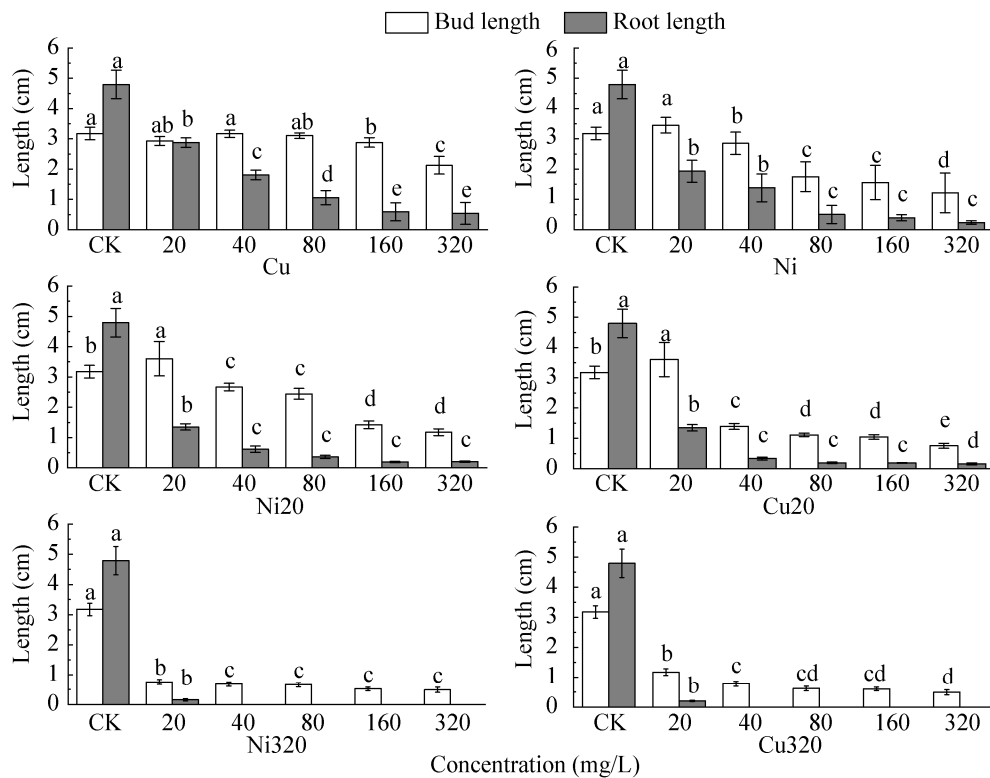 Bud length Root length
6
5
4
3
2
1
0
Length (cm)
a a ab b a c ab d b e c e
CK 20 40 80 160 320
Cu
6
5
4
3
2
1
0
Length (cm)
a a a b b b c c c c d c
CK 20 40 80 160 320
Ni
6
5
4
3
2
1
0
Length (cm)
b a a b c c c c d c d c
CK 20 40 80 160 320
Ni20
6
5
4
3
2
1
0
Length (cm)
b a a b c c d c d c e d
CK 20 40 80 160 320
Cu20
6
5
4
3
2
1
0
Length (cm)
a a b b c c c c
CK 20 40 80 160 320
Ni320
6
5
4
3
2
1
0
Length (cm)
a a b b c cd cd d
CK 20 40 80 160 320
Cu320
Concentration (mg/L)